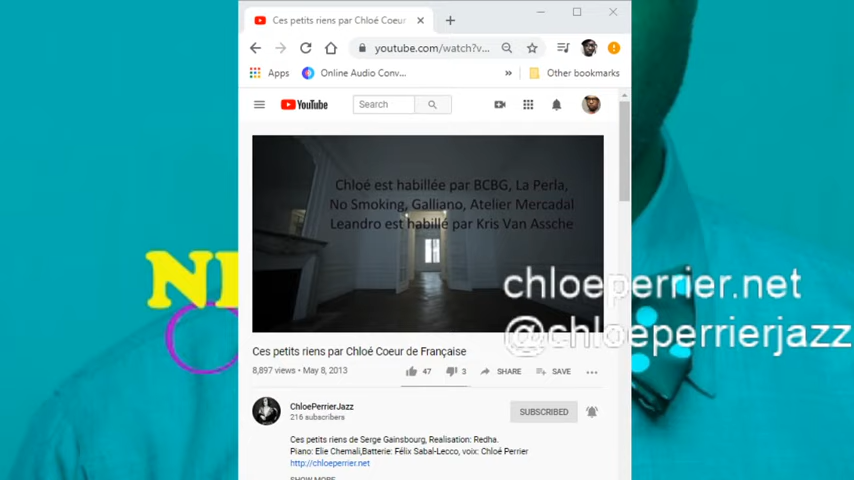 Ces petits riens par Chloé Coeur
youtube.com/watch?v...
Apps
Online Audio Conv...
»
Other bookmarks
YouTube
Search
Chloé est habillée par BCBG, La Perla,
No Smoking, Galliano, Atelier Mercadal
Leandro est habillé par Kris Van Assche
chloeperrier.net
@chloeperrierjazz
Ces petits riens par Chloé Coeur de Française
8,897 views • May 8, 2013
47
3
SHARE
SAVE
ChloePerrierJazz
216 subscribers
SUBSCRIBED
Ces petits riens de Serge Gainsbourg, Realisation: Redha.
Piano: Elie Chemali,Batterie: Félix Sabal-Lecco, voix: Chloé Perrier
http://chloeperrier.net
SHOW MORE